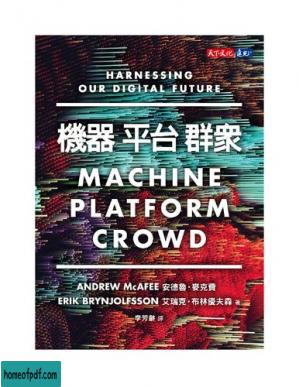 天下文化 遠見
HARNESSING
OUR DIGITAL FUTURE
機器 平台 群眾
MACHINE
PLATFORM
CROWD
ANDREW McAFEE 安德魯·麥克費
ERIK BRYNJOLFSSON 艾瑞克·布林優夫森 著
李芳齡 譯
homeofpdf.com